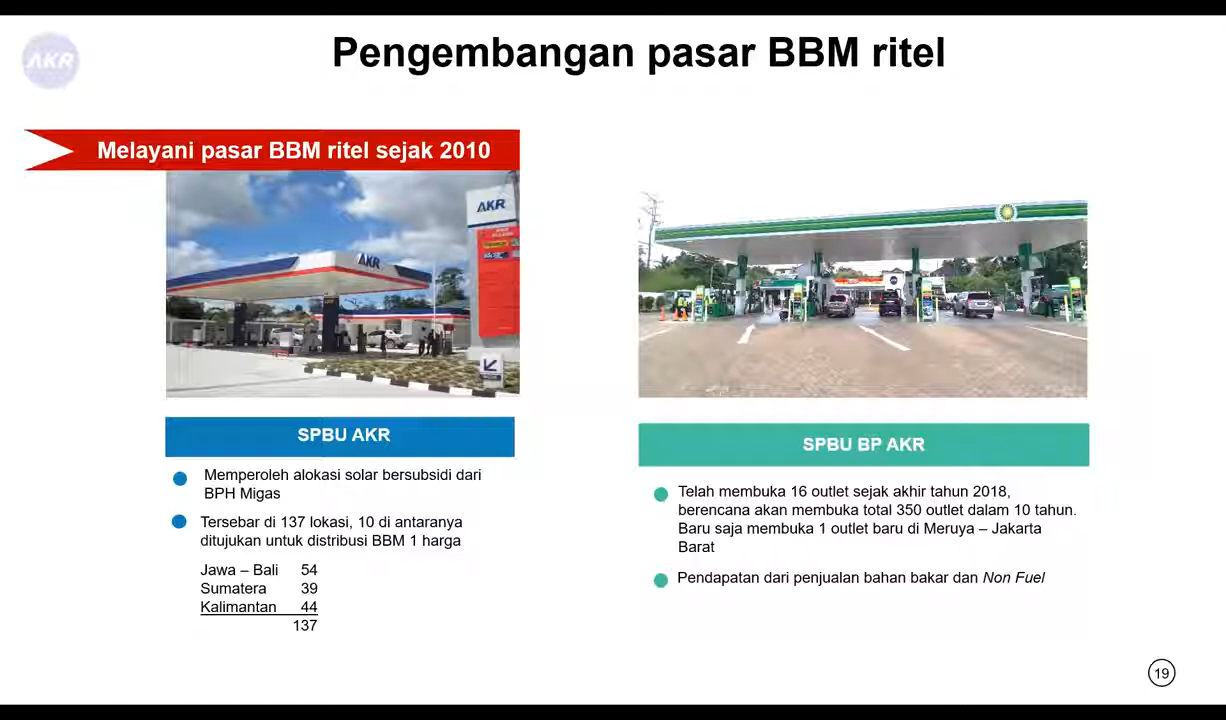 AKR
Pengembangan pasar BBM ritel
Melayani pasar BBM ritel sejak 2010
AKR
AKR
SPBU AKR
Memperoleh alokasi solar bersubsidi dari
BPH Migas
Tersebar di 137 lokasi, 10 di antaranya
ditujukan untuk distribusi BBM 1 harga
Jawa – Bali 54
Sumatera 39
Kalimantan 44
137
SPBU BP AKR
Telah membuka 16 outlet sejak akhir tahun 2018,
berencana akan membuka total 350 outlet dalam 10 tahun.
Baru saja membuka 1 outlet baru di Meruya – Jakarta
Barat
Pendapatan dari penjualan bahan bakar dan Non Fuel
19